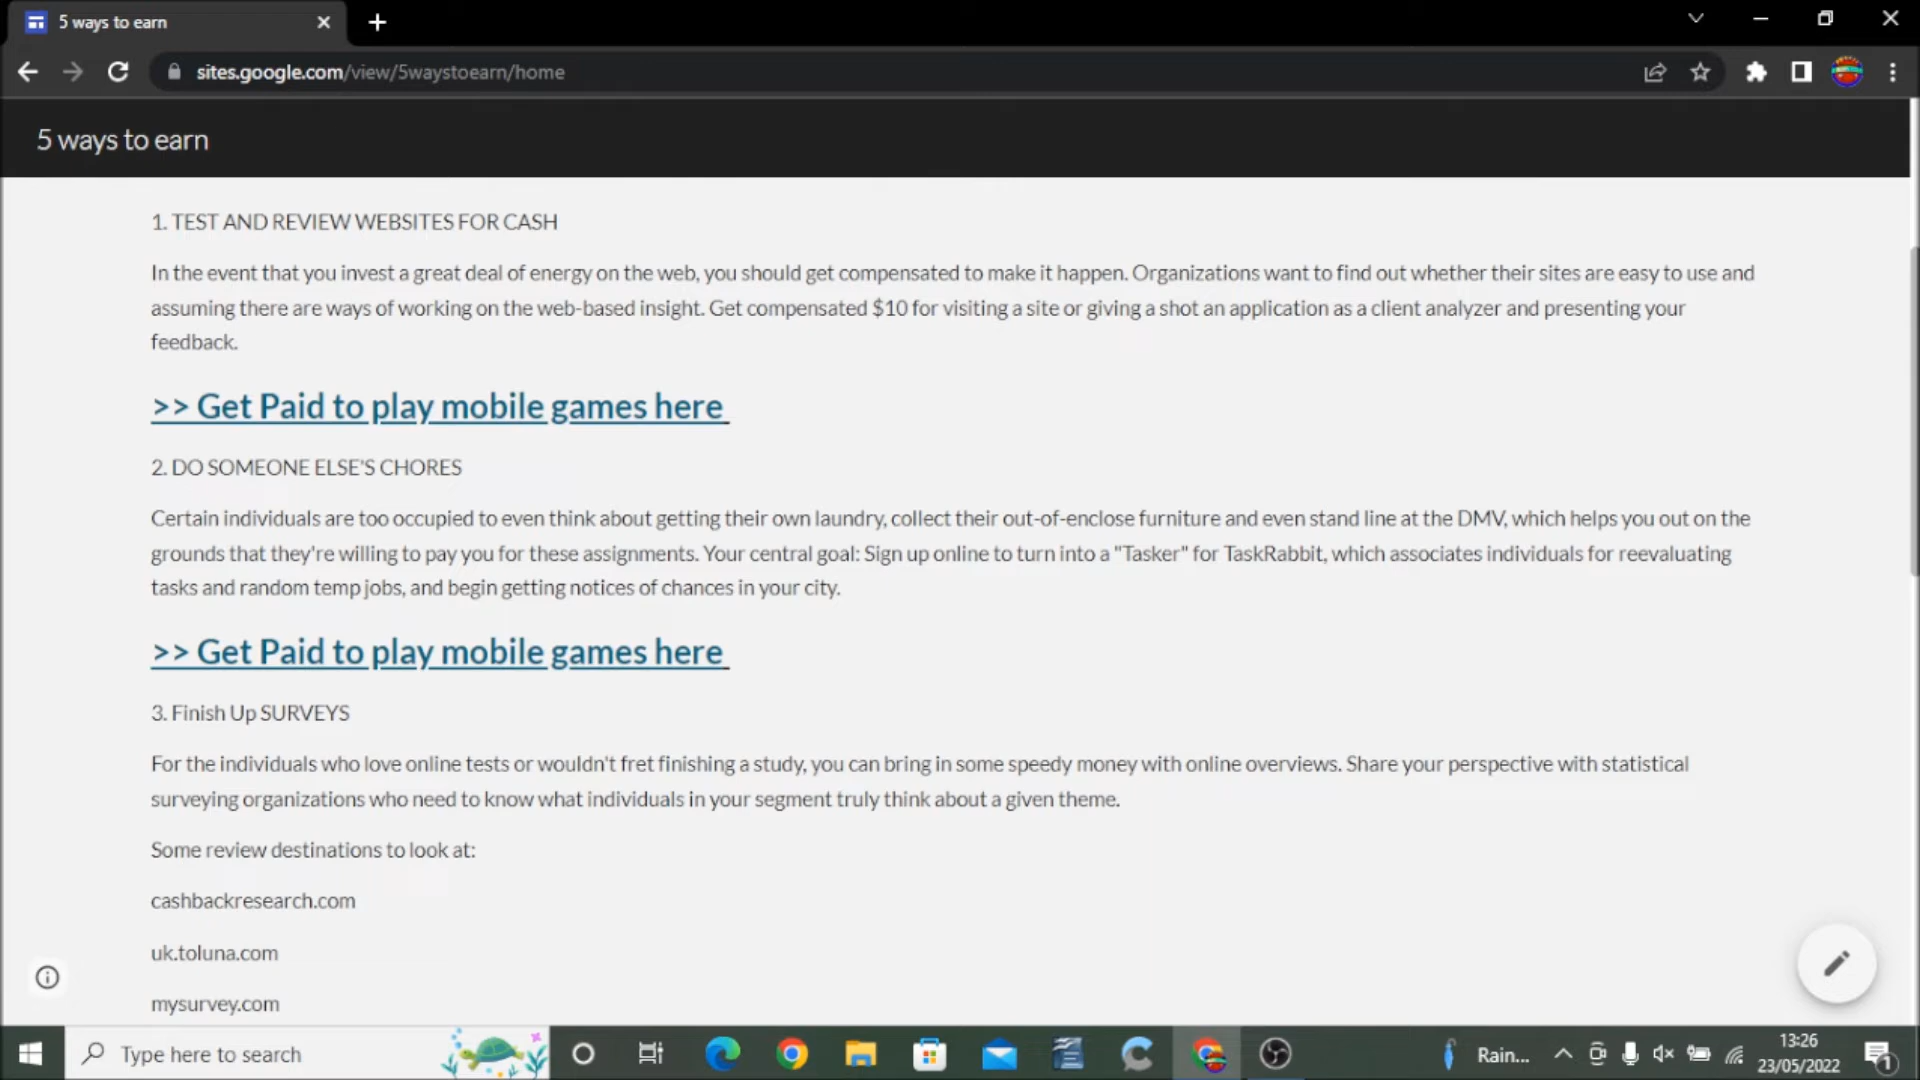 5 ways to earn
sites.google.com/view/5waystoearn/home
5 ways to earn
1. TEST AND REVIEW WEBSITES FOR CASH
In the event that you invest a great deal of energy on the web, you should get compensated to make it happen. Organizations want to find out whether their sites are easy to use and
assuming there are ways of working on the web-based insight. Get compensated $10 for visiting a site or giving a shot an application as a client analyzer and presenting your
feedback.
>> Get Paid to play mobile games here
2. DO SOMEONE ELSE'S CHORES
Certain individuals are too occupied to even think about getting their own laundry, collect their out-of-enclose furniture and even stand line at the DMV, which helps you out on the
grounds that they're willing to pay you for these assignments. Your central goal: Sign up online to turn into a "Tasker" for TaskRabbit, which associates individuals for reevaluating
tasks and random temp jobs, and begin getting notices of chances in your city.
>> Get Paid to play mobile games here
3. Finish Up SURVEYS
For the individuals who love online tests or wouldn't fret finishing a study, you can bring in some speedy money with online overviews. Share your perspective with statistical
surveying organizations who need to know what individuals in your segment truly think about a given theme.
Some review destinations to look at:
cashbackresearch.com
uk.toluna.com
mysurvey.com
Type here to search
Rain...
13:26
23/05/2022
1